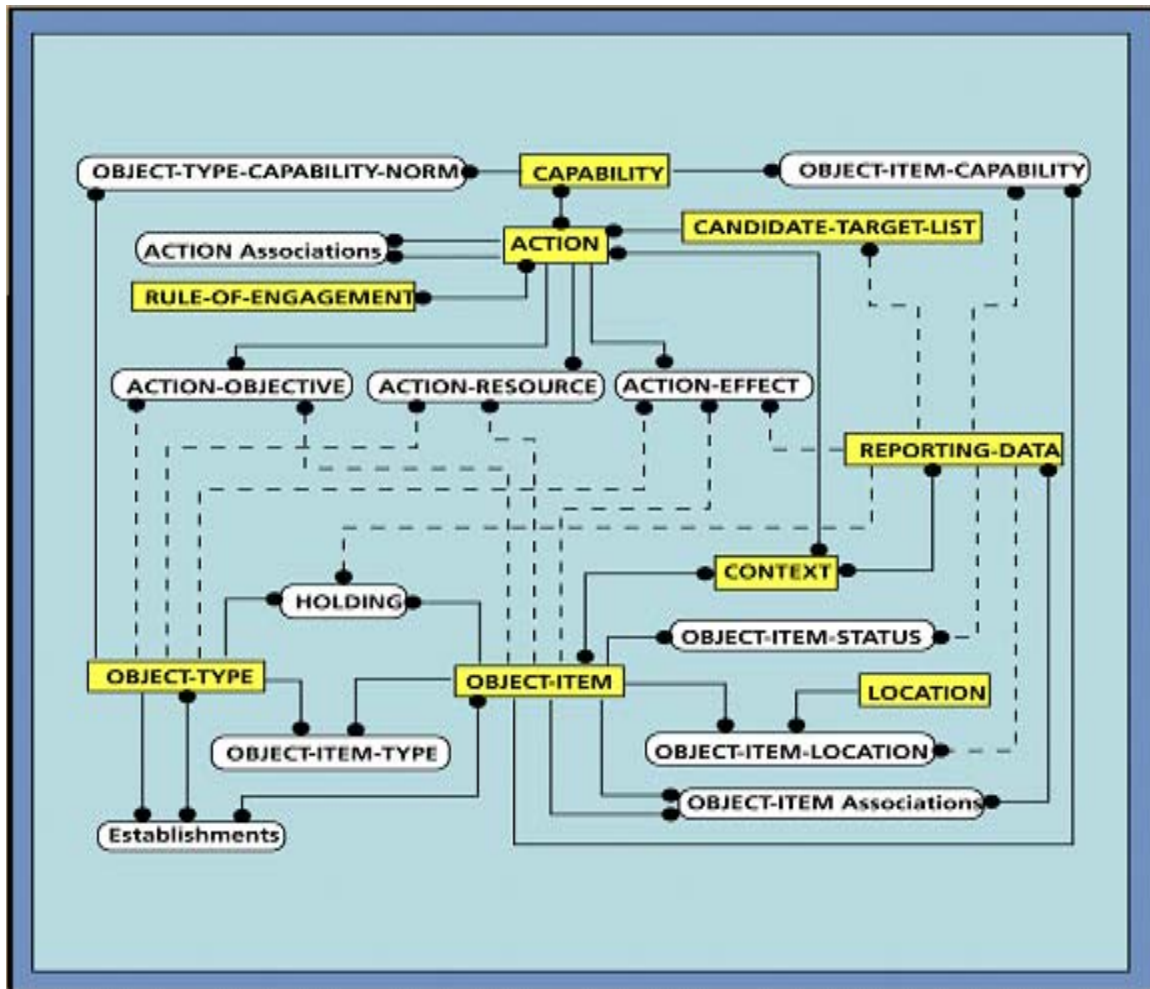 OBJECT-TYPE-CAPABILITY-NORM
CAPABILITY
OBJECT-ITEM-CAPABILITY
ACTION Associations
ACTION
CANDIDATE-TARGET-LIST
RULE-OF-ENGAGEMENT
ACTION-OBJECTIVE
ACTION-RESOURCE
ACTION-EFFECT
REPORTING-DATA
CONTEXT
HOLDING
OBJECT-ITEM-STATUS
OBJECT-TYPE
OBJECT-ITEM
LOCATION
OBJECT-ITEM-TYPE
OBJECT-ITEM-LOCATION
OBJECT-ITEM Associations
Establishments